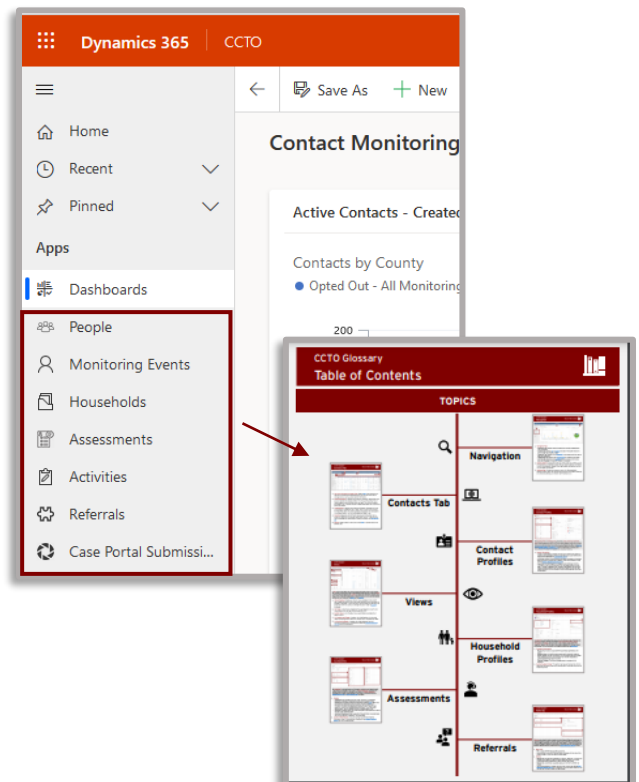 Dynamics 365 CCTO
Save As New
Home
Recent
Pinned
Apps
Dashboards
People
Monitoring Events
Households
Assessments
Activities
Referrals
Case Portal Submissi...
Contact Monitoring
Active Contacts - Created
Contacts by County
Opted Out - All Monitoring
200
CCTO Glossary
Table of Contents
TOPICS
Navigation
Contacts Tab
Contact
Profiles
Views
Household
Profiles
Assessments
Referrals